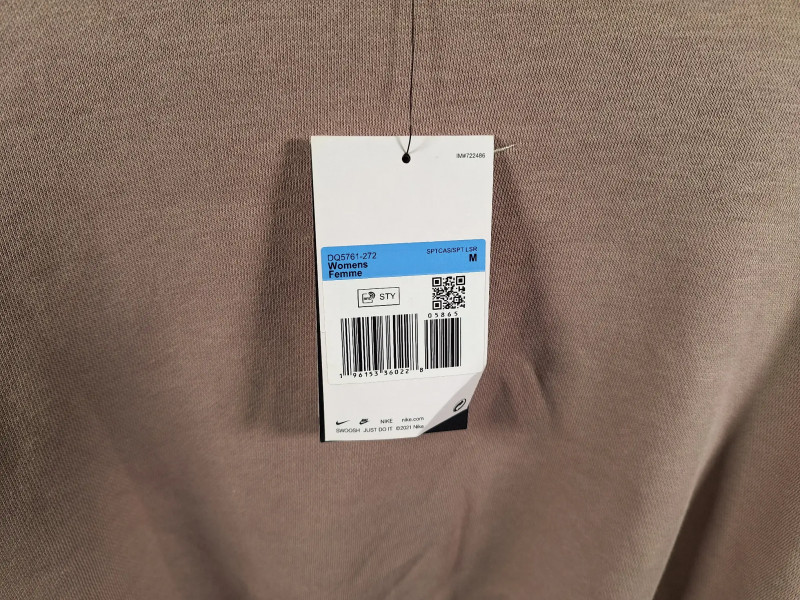 IM#722486
DQ5761-272 SPTCAS/SPT LSR
Womens M
Femme
STY
05865
1 96153 36022 8
NIKE nike.com
SWOOSH JUST DO IT ©2021 Nike